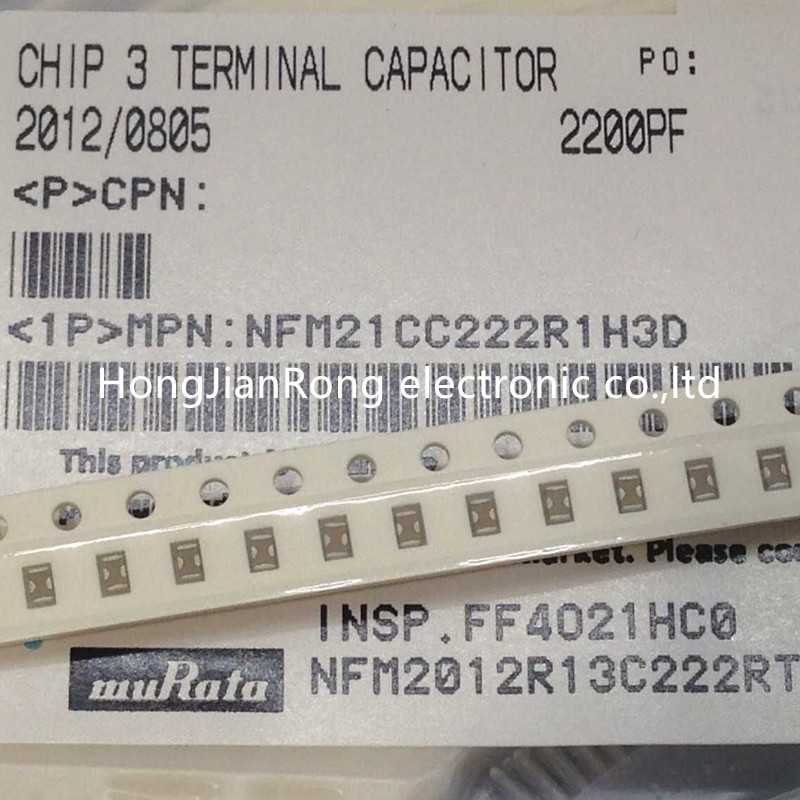 CHIP 3 TERMINAL CAPACITOR PO:
2012/0805 2200PF
<P>CPN:
<1P>MPN:NFM21CC222R1H3D
HongJianRong electronic co.,ltd
This
Please
INSP.FF4021HC0
muRata NFM2012R13C222RT